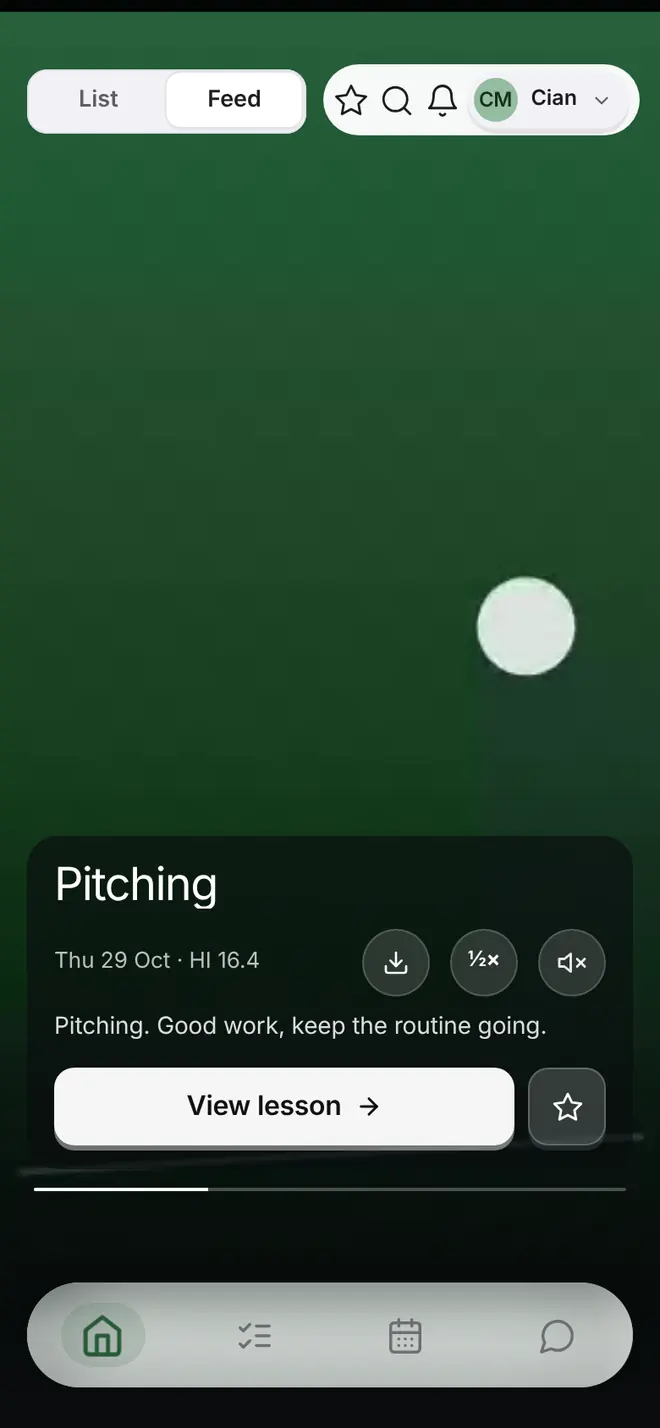 List
Feed
CM
Cian
Pitching
Thu 29 Oct · HI 16.4
½×
Pitching. Good work, keep the routine going.
View lesson →